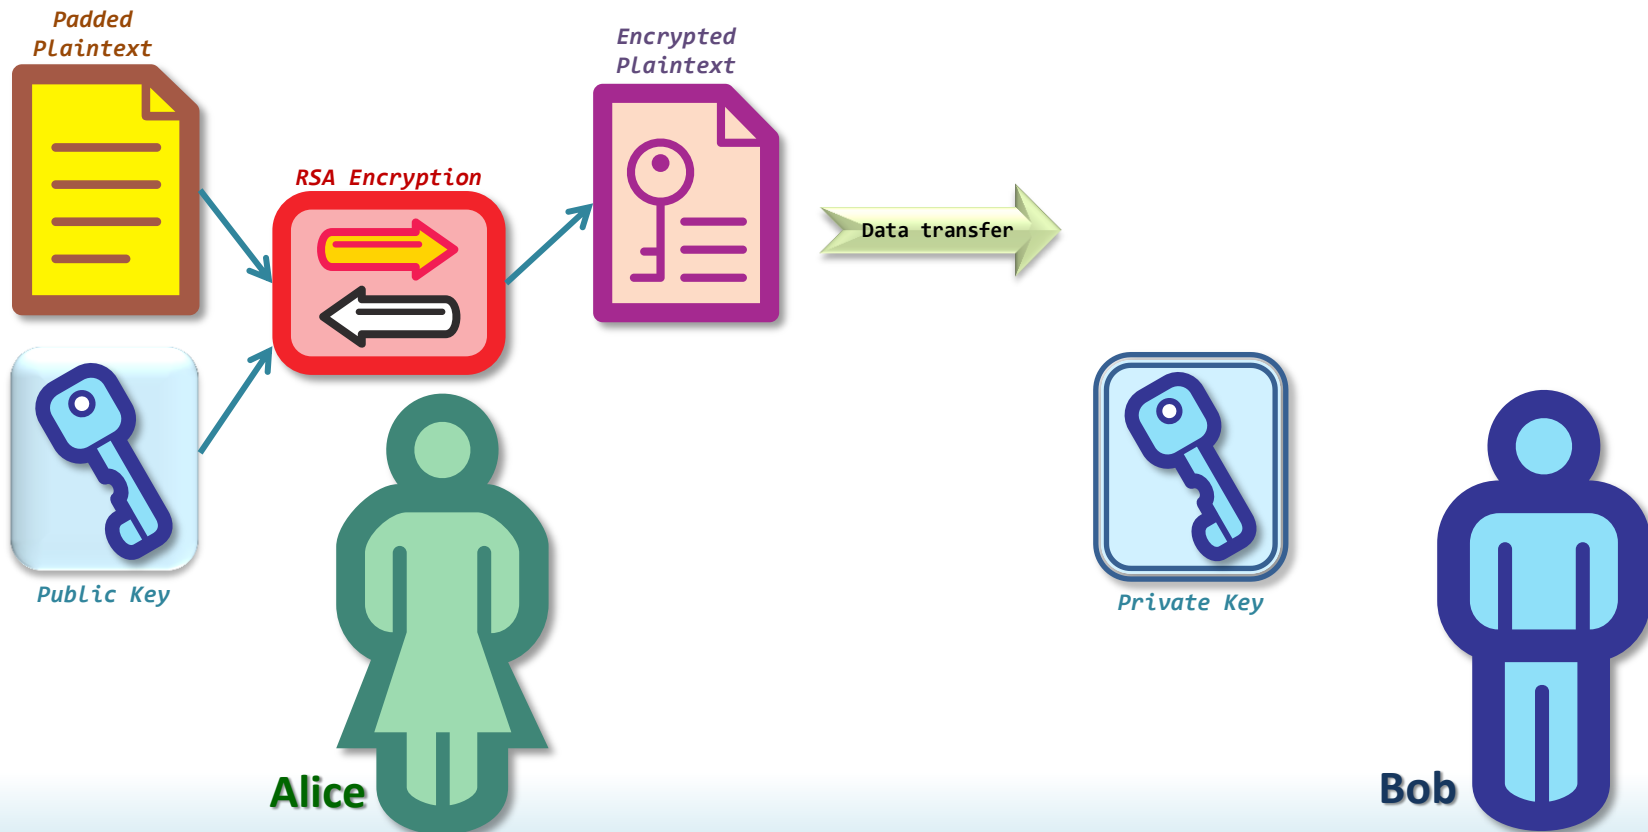 Padded
Plaintext
Encrypted
Plaintext
RSA Encryption
Data transfer
Public Key
Private Key
Alice
Bob